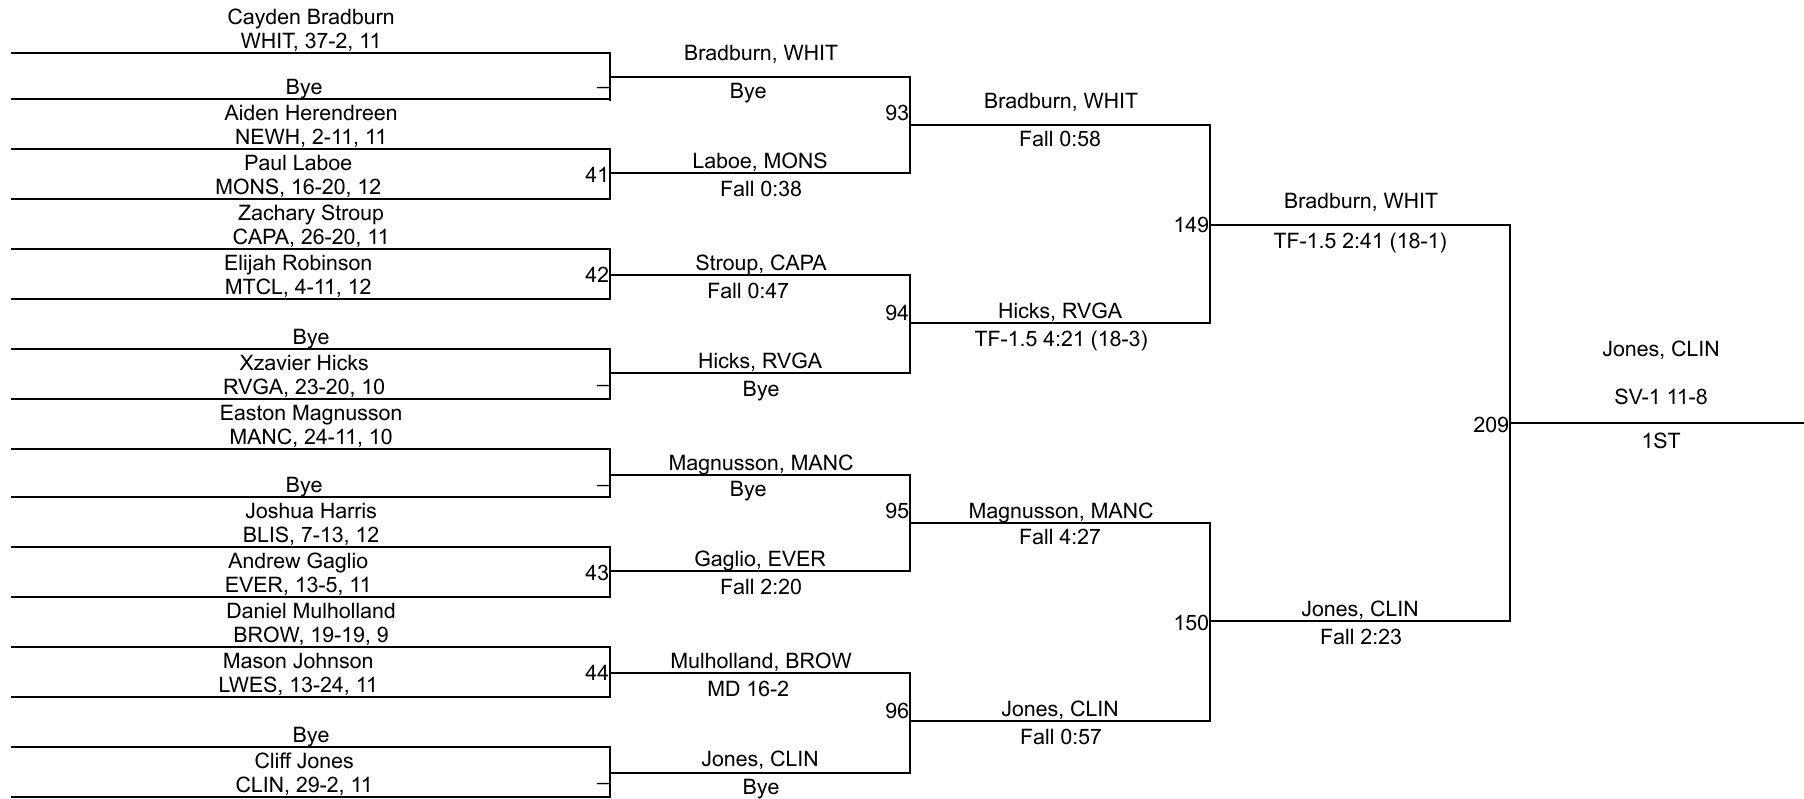 Cayden Bradburn
WHIT, 37-2, 11
Bye
Aiden Herendreen
NEWH, 2-11, 11
Paul Laboe
MONS, 16-20, 12
Zachary Stroup
CAPA, 26-20, 11
Elijah Robinson
MTCL, 4-11, 12
Bye
Xzavier Hicks
RVGA, 23-20, 10
Easton Magnusson
MANC, 24-11, 10
Bye
Joshua Harris
BLIS, 7-13, 12
Andrew Gaglio
EVER, 13-5, 11
Daniel Mulholland
BROW, 19-19, 9
Mason Johnson
LWES, 13-24, 11
Bye
Cliff Jones
CLIN, 29-2, 11
Bradburn, WHIT
Bye
41
Laboe, MONS
Fall 0:38
42
Stroup, CAPA
Fall 0:47
Hicks, RVGA
Bye
Magnusson, MANC
Bye
43
Gaglio, EVER
Fall 2:20
44
Mulholland, BROW
MD 16-2
Jones, CLIN
Bye
93
Bradburn, WHIT
Fall 0:58
94
Hicks, RVGA
TF-1.5 4:21 (18-3)
95
Magnusson, MANC
Fall 4:27
96
Jones, CLIN
Fall 0:57
149
Bradburn, WHIT
TF-1.5 2:41 (18-1)
150
Jones, CLIN
Fall 2:23
209
Jones, CLIN
SV-1 11-8
1ST